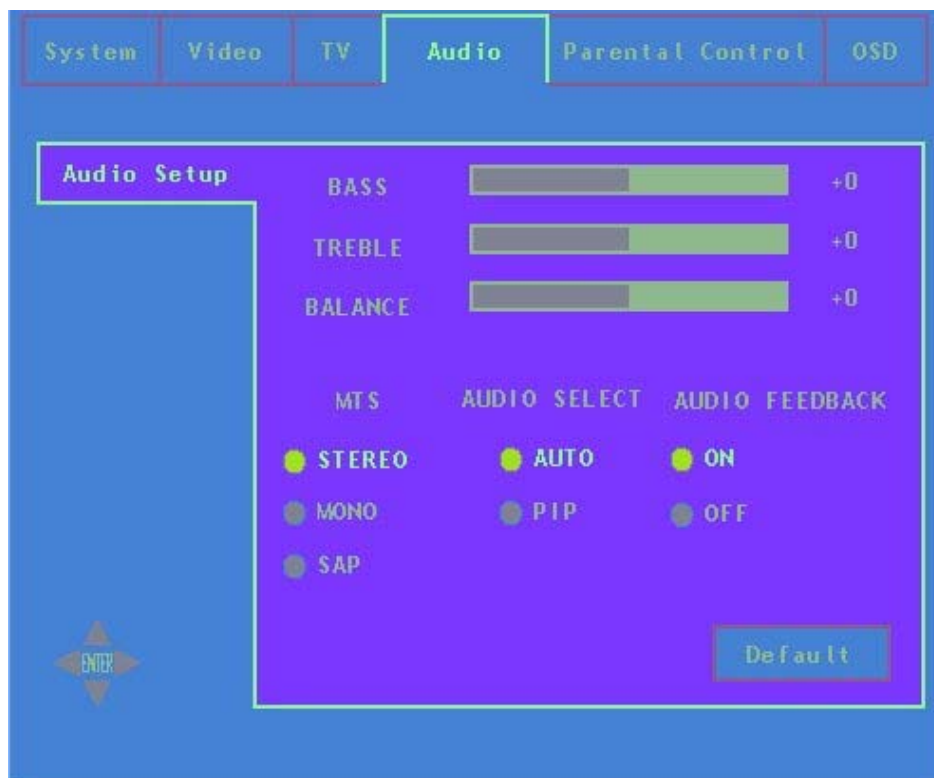 System Video TV Audio Parental Control OSD
Audio Setup
BASS +0
TREBLE +0
BALANCE +0
MTS AUDIO SELECT AUDIO FEEDBACK
STEREO AUTO ON
MONO PIP OFF
SAP
ENTER
Default